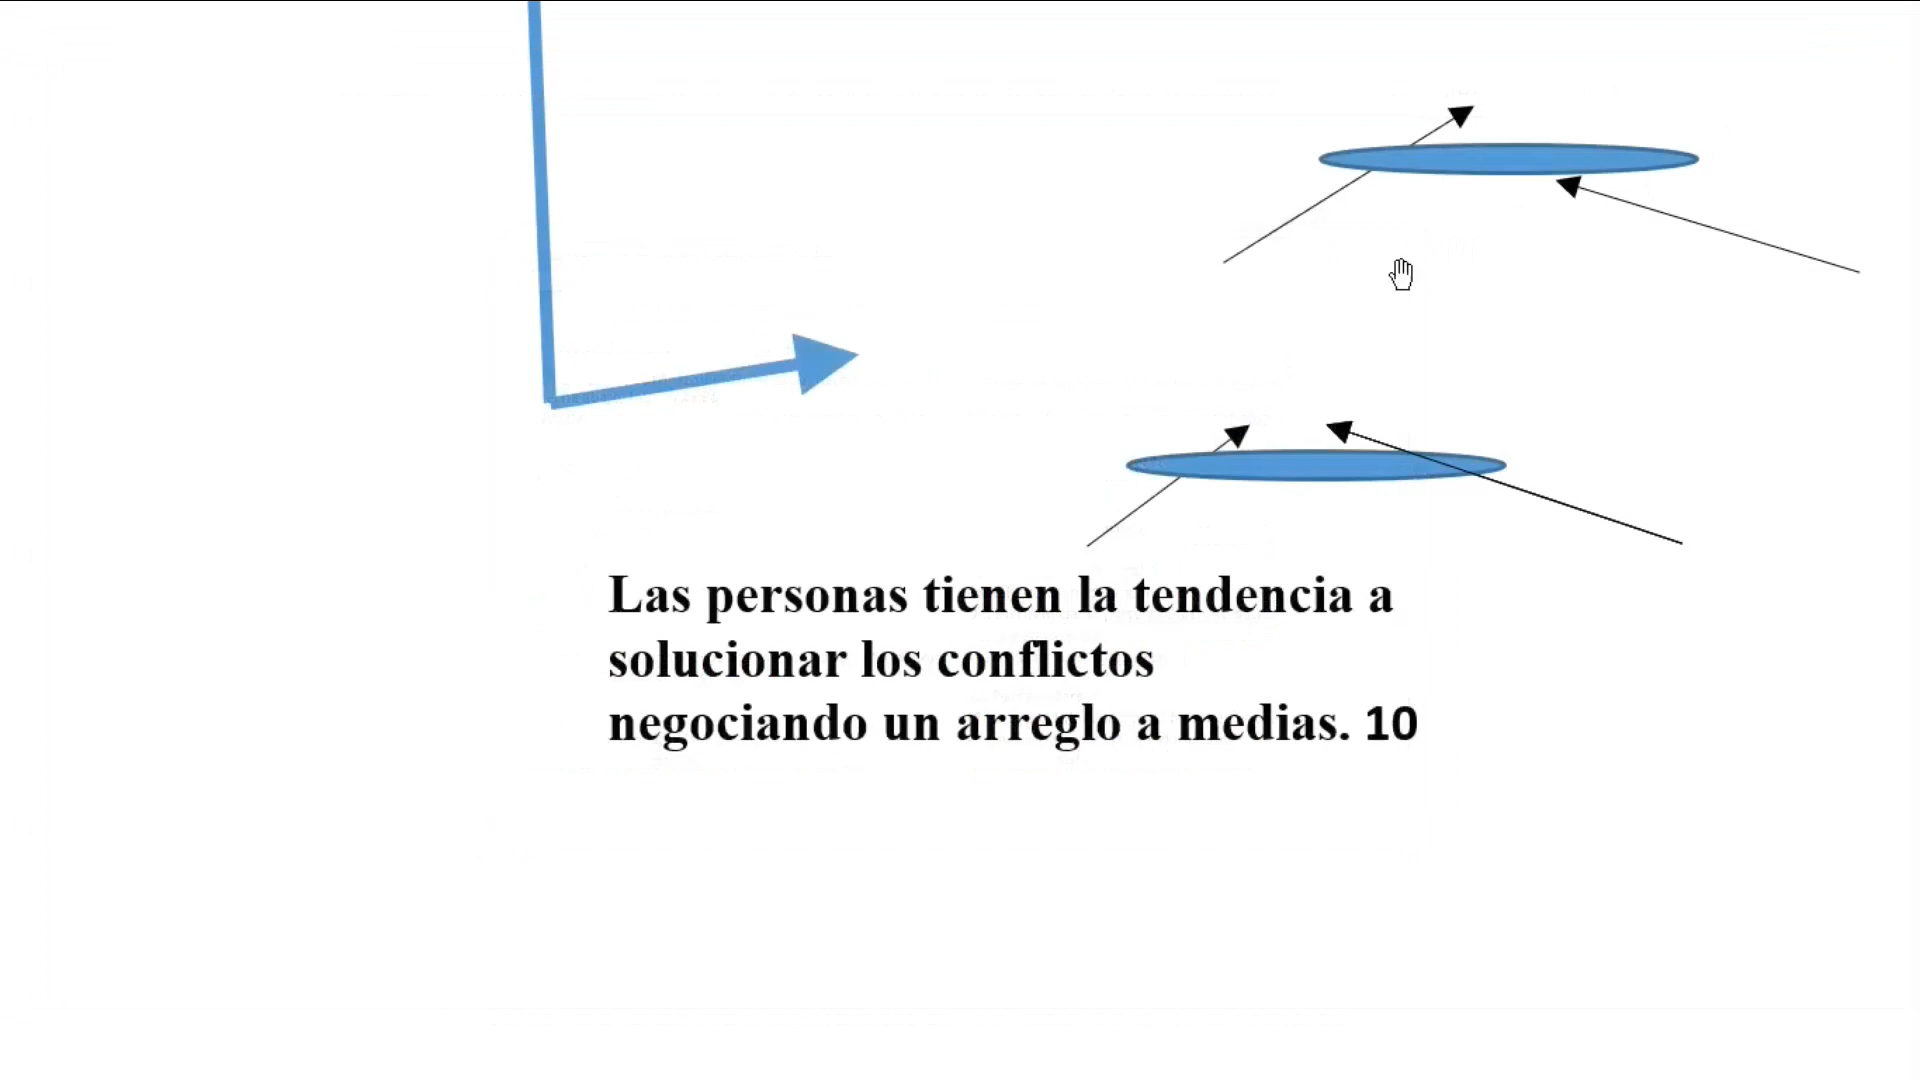 Las personas tienen la tendencia a
solucionar los conflictos
negociando un arreglo a medias. 10